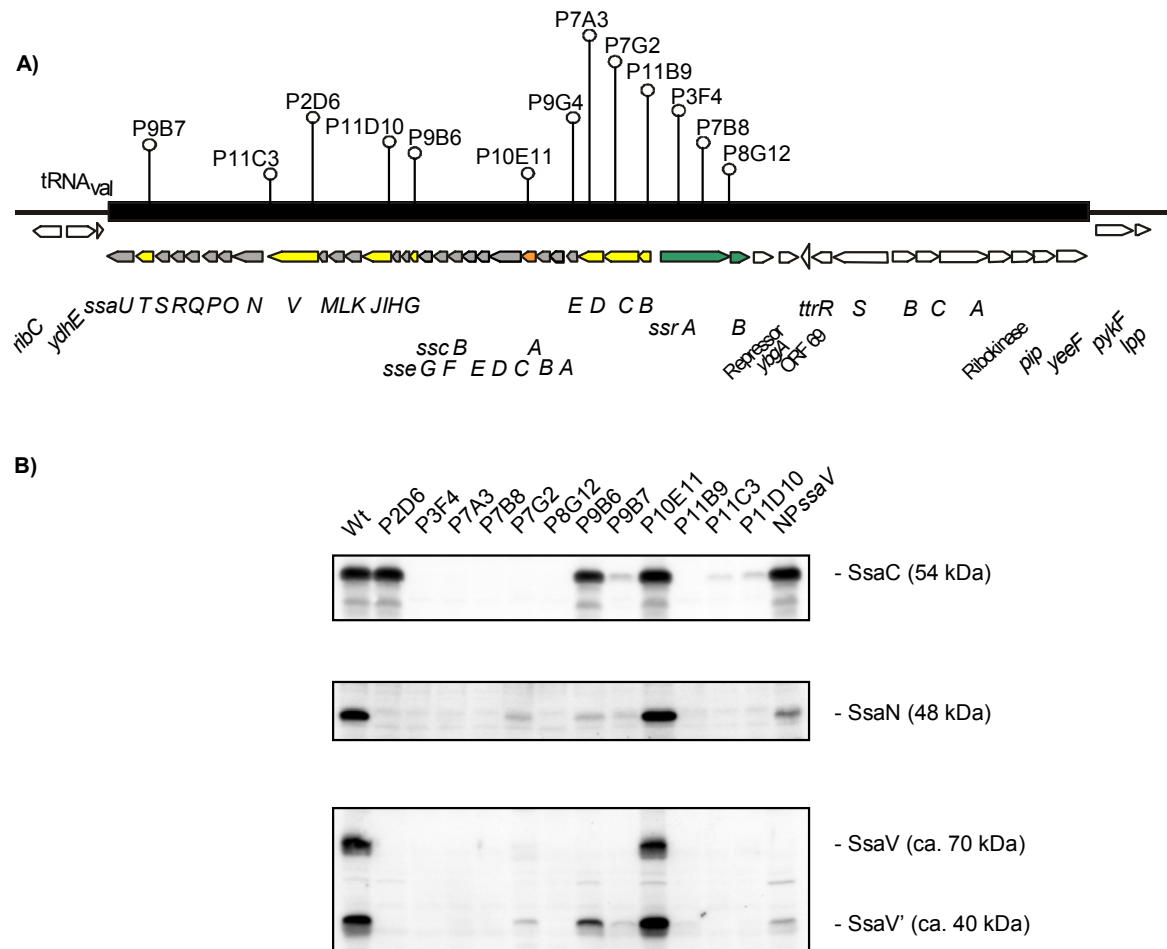 A)
P7A3
P7G2
P11B9
P2D6
P9G4
P3F4
P9B7
P11D10
P9B6
P7B8
P11C3
P10E11
P8G12
tRNAval
ssaU T S R Q P O N V M L K J I H G E D C B ttrR S B C A
ribC
ydhE
ssc B A
ssr A B
sse G F E D C B A
Repressor
ybgA
ORF 69
Ribokinase
pip
yeeF
pykF
lpp
B)
Wt P2D6 P3F4 P7A3 P7B8 P7G2 P8G12 P9B6 P9B7 P10E11 P11B9 P11C3 P11D10 NPssaV
- SsaC (54 kDa)
- SsaN (48 kDa)
- SsaV (ca. 70 kDa)
- SsaV' (ca. 40 kDa)